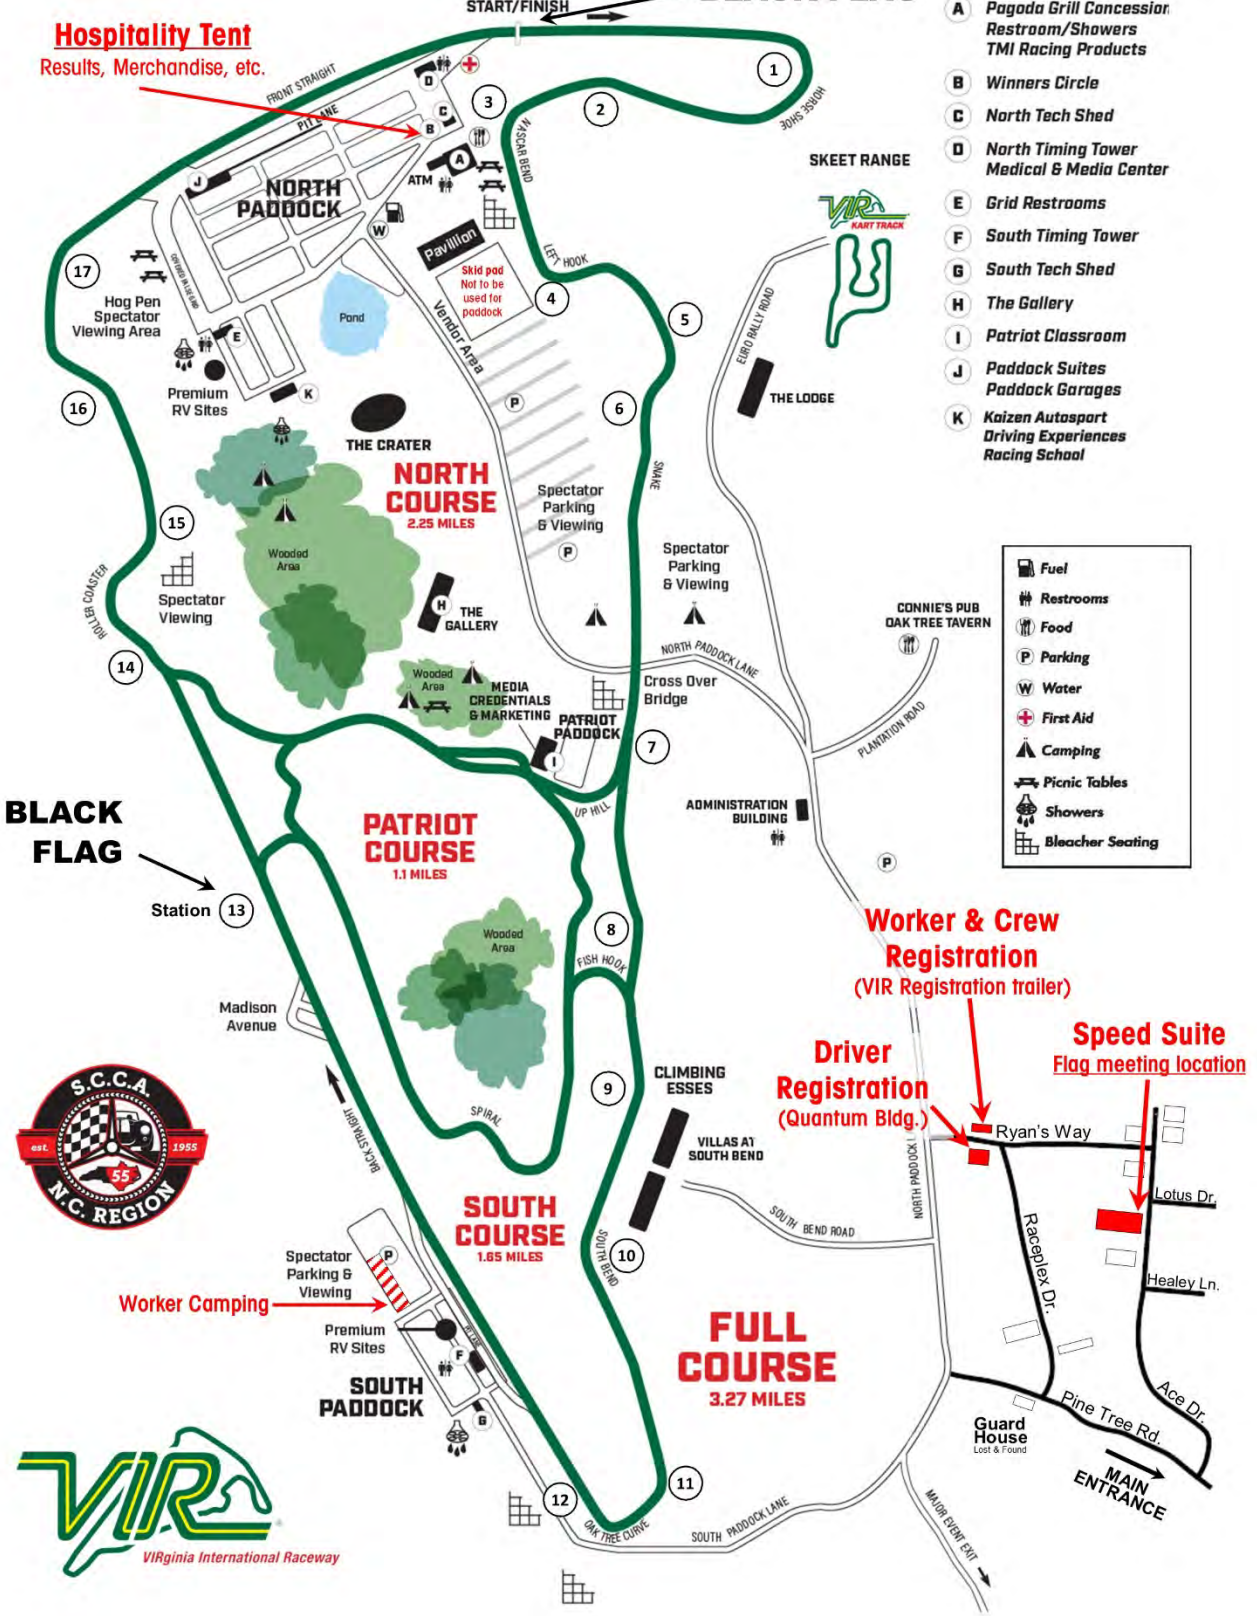 START/FINISH
Hospitality Tent
Results, Merchandise, etc.
FRONT STRAIGHT
PIT LANE
1
2
3
HORSE SHOE
NASCAR BEND
D
C
B
A
ATM
J
NORTH
PADDOCK
W
Pavillion
Skid pad
Not to be
used for
paddock
LEFT HOOK
4
5
6
17
Hog Pen
Spectator
Viewing Area
Pond
Vendor Area
E
Premium
RV Sites
K
16
THE CRATER
P
SNAKE
NORTH
COURSE
2.25 MILES
Spectator
Parking
& Viewing
P
15
Wooded
Area
Spectator
Viewing
ROLLER COASTER
H
THE
GALLERY
14
Wooded
Area
MEDIA
CREDENTIALS
& MARKETING
PATRIOT
PADDOCK
I
Spectator
Parking
& Viewing
NORTH PADDOCK LANE
Cross Over
Bridge
7
UP HILL
SKEET RANGE
VIR
KART TRACK
EURO RALLY ROAD
THE LODGE
CONNIE'S PUB
OAK TREE TAVERN
PLANTATION ROAD
ADMINISTRATION
BUILDING
P
A Pagoda Grill Concession
Restroom/Showers
TMI Racing Products
B Winners Circle
C North Tech Shed
D North Timing Tower
Medical & Media Center
E Grid Restrooms
F South Timing Tower
G South Tech Shed
H The Gallery
I Patriot Classroom
J Paddock Suites
Paddock Garages
K Kaizen Autosport
Driving Experiences
Racing School
Fuel
Restrooms
Food
P Parking
W Water
First Aid
Camping
Picnic Tables
Showers
Bleacher Seating
BLACK
FLAG
Station 13
PATRIOT
COURSE
1.1 MILES
Wooded
Area
8
FISH HOOK
Madison
Avenue
9
SPIRAL
BACK STRAIGHT
CLIMBING
ESSES
VILLAS AT
SOUTH BEND
SOUTH BEND ROAD
SOUTH
COURSE
1.65 MILES
SOUTH BEND
10
S.C.C.A.
est.
1955
55
N.C. REGION
Spectator
Parking &
Viewing
P
Worker Camping
Premium
RV Sites
F
SOUTH
PADDOCK
G
FULL
COURSE
3.27 MILES
11
12
OAK TREE CURVE
SOUTH PADDOCK LANE
MAJOR EVENT EXIT
Worker & Crew
Registration
(VIR Registration trailer)
Driver
Registration
(Quantum Bldg.)
Speed Suite
Flag meeting location
NORTH PADDOCK L
Ryan's Way
Lotus Dr.
Raceplex Dr.
Healey Ln.
Ace Dr.
Pine Tree Rd.
Guard
House
Lost & Found
MAIN
ENTRANCE
VIR
VIRginia International Raceway